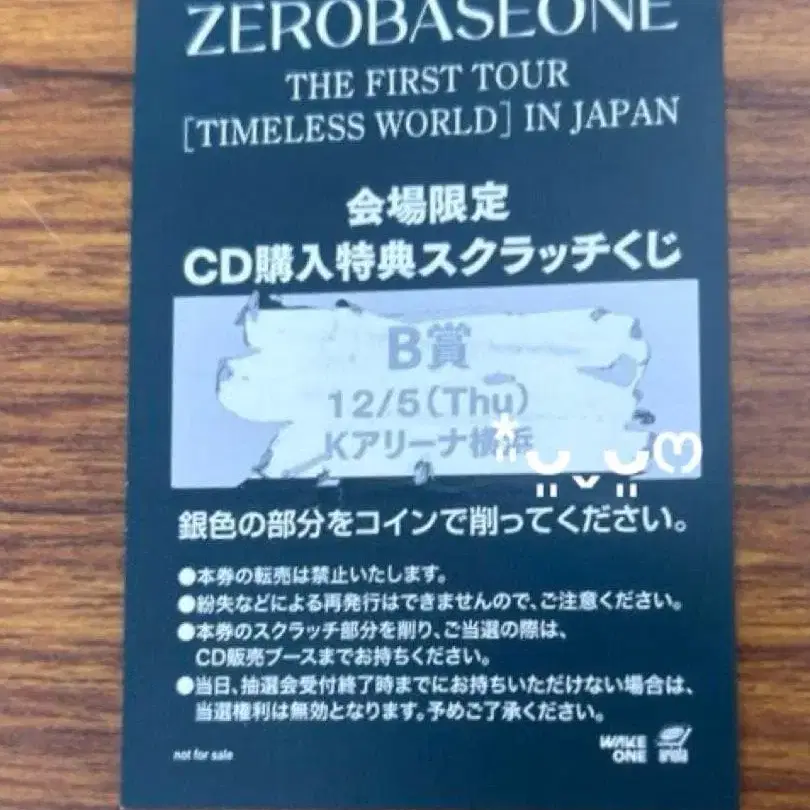 ZEROBASEONE
THE FIRST TOUR
[TIMELESS WORLD] IN JAPAN
会場限定
CD購入特典スクラッチくじ
B賞
12/5(Thu)
Kアリーナ横浜
銀色の部分をコインで削ってください。
●本券の転売は禁止いたします。
●紛失などによる再発行はできませんので、ご注意ください。
●本券のスクラッチ部分を削り、ご当選の際は、
CD販売ブースまでお持ちください。
●当日、抽選会受付終了時までにお持ちいただけない場合は、
当選権利は無効となります。予めご了承ください。
not for sale
WAKE
ONE